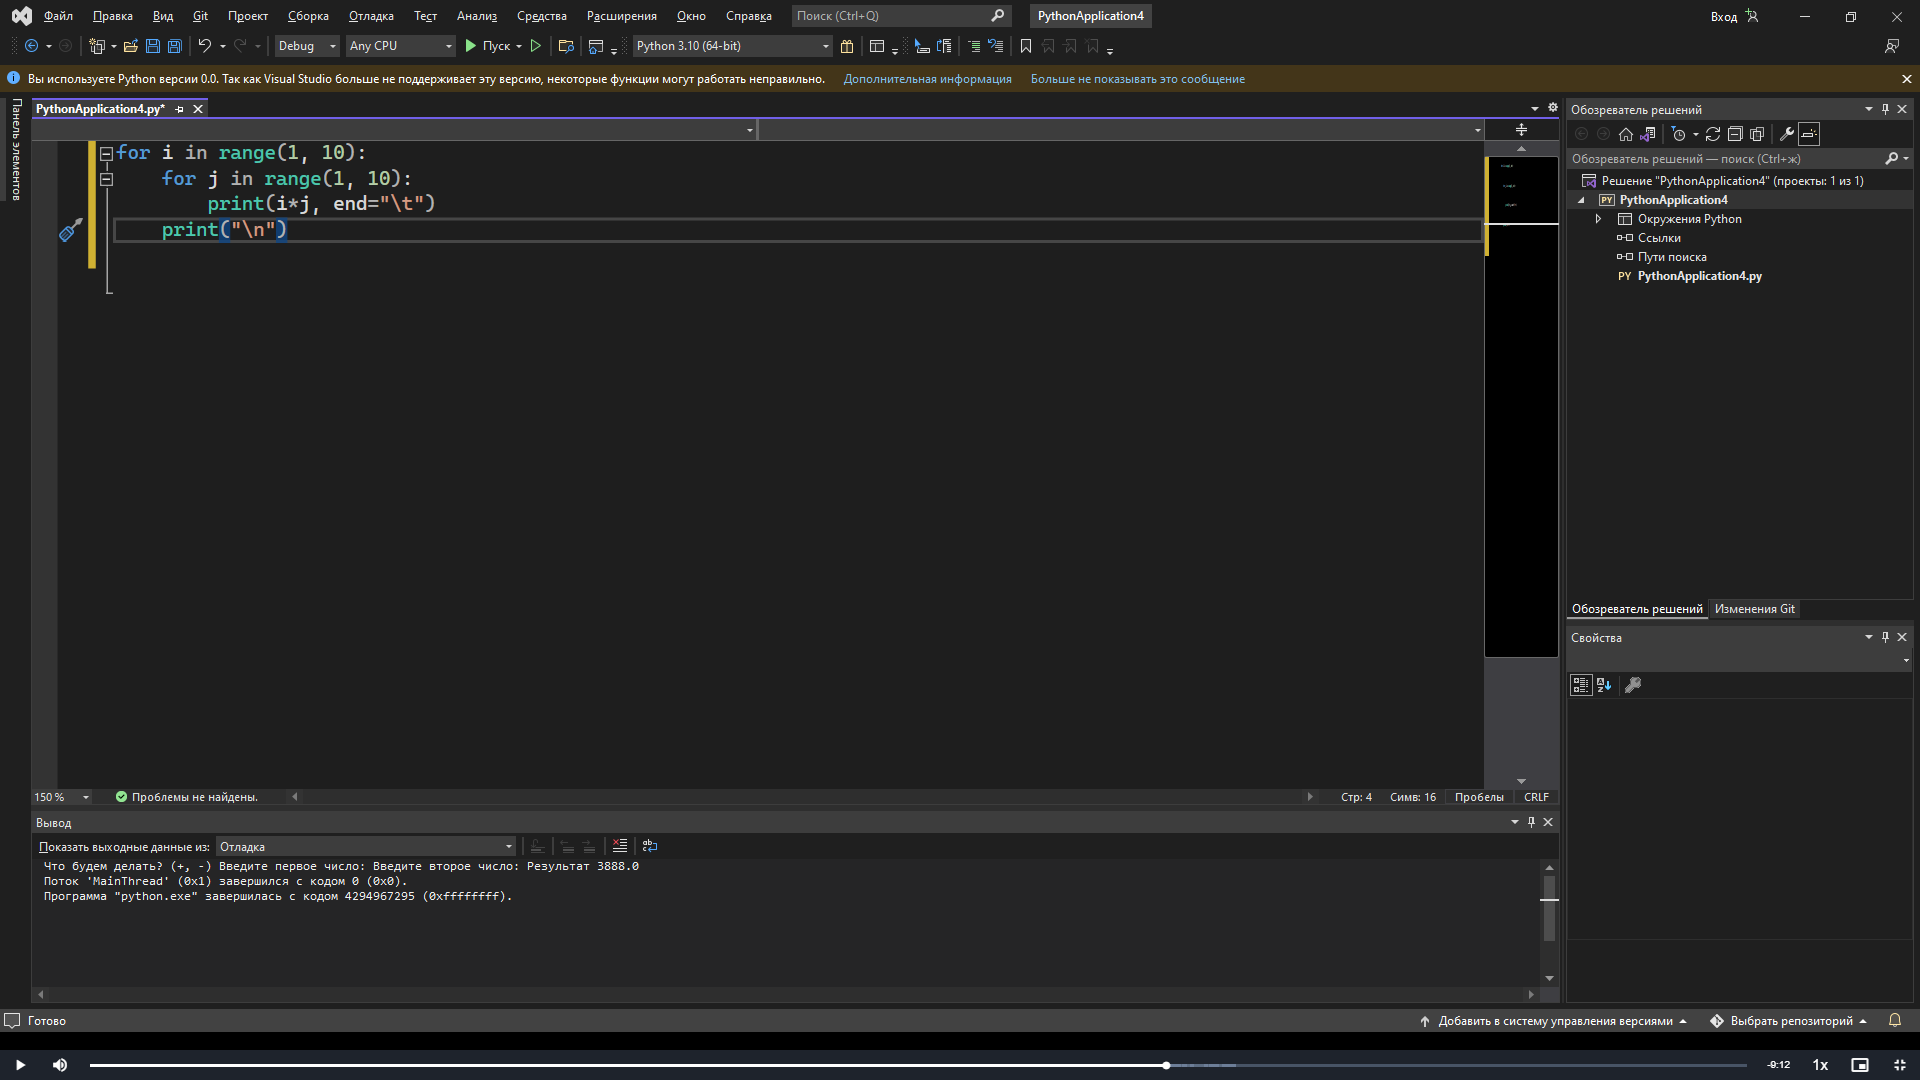 Файл Правка Вид Git Проект Сборка Отладка Тест Анализ Средства Расширения Окно Справка Поиск (Ctrl+Q) PythonApplication4 Вход
Debug Any CPU Пуск Python 3.10 (64-bit)
Вы используете Python версии 0.0. Так как Visual Studio больше не поддерживает эту версию, некоторые функции могут работать неправильно. Дополнительная информация Больше не показывать это сообщение
Панель элементов
PythonApplication4.py*
for i in range(1, 10):
for j in range(1, 10):
print(i*j, end="\t")
print("\n")
150 % Проблемы не найдены. Стр: 4 Симв: 16 Пробелы CRLF
Вывод
Показать выходные данные из: Отладка
Что будем делать? (+, -) Введите первое число: Введите второе число: Результат 3888.0
Поток 'MainThread' (0x1) завершился с кодом 0 (0x0).
Программа "python.exe" завершилась с кодом 4294967295 (0xffffffff).
Обозреватель решений
Обозреватель решений — поиск (Ctrl+ж)
Решение "PythonApplication4" (проекты: 1 из 1)
PY PythonApplication4
Окружения Python
Ссылки
Пути поиска
PY PythonApplication4.py
Обозреватель решений Изменения Git
Свойства
Готово Добавить в систему управления версиями Выбрать репозиторий
-9:12 1x